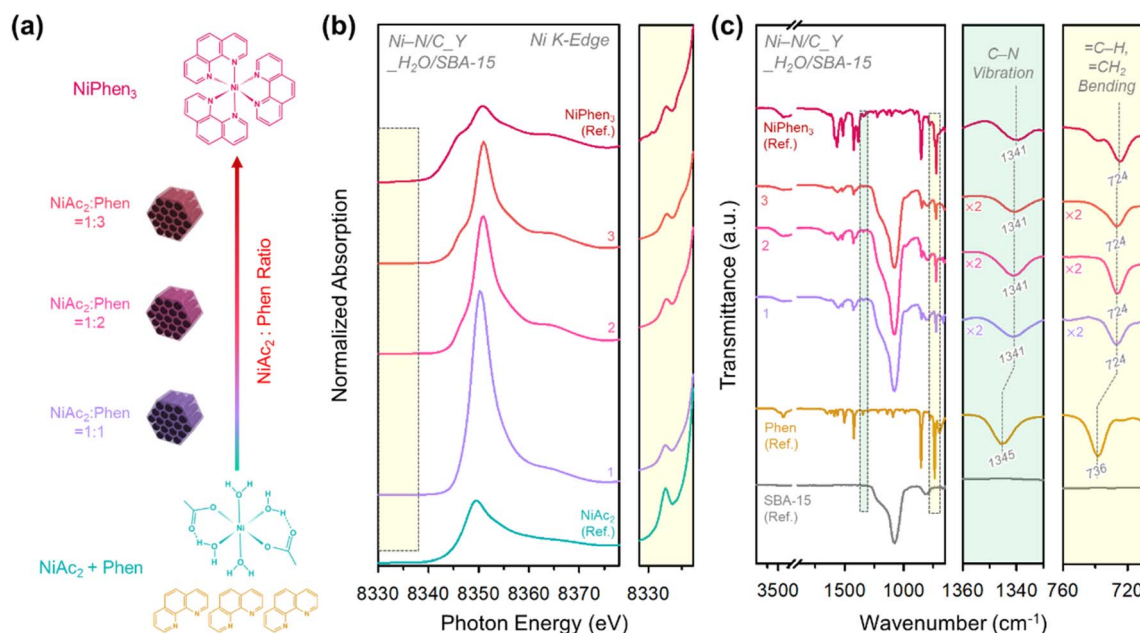 (a)
NiPhen₃
N
N
N
N
N
N
Ni
NiAc₂:Phen
=1:3
NiAc₂:Phen
=1:2
NiAc₂:Phen
=1:1
NiAc₂ : Phen Ratio
NiAc₂ + Phen
(b)
Normalized Absorption
Ni–N/C_Y
_H₂O/SBA-15
Ni K-Edge
NiPhen₃
(Ref.)
3
2
1
NiAc₂
(Ref.)
8330 8340 8350 8360 8370
8330
Photon Energy (eV)
(c)
Transmittance (a.u.)
Ni–N/C_Y
_H₂O/SBA-15
NiPhen₃
(Ref.)
3
2
1
Phen
(Ref.)
SBA-15
(Ref.)
3500 1500 1000
C–N
Vibration
1341
×2
1341
×2
1341
×2
1341
1345
1360 1340
=C–H,
=CH₂
Bending
724
×2
724
×2
724
×2
724
736
760 720
Wavenumber (cm⁻¹)